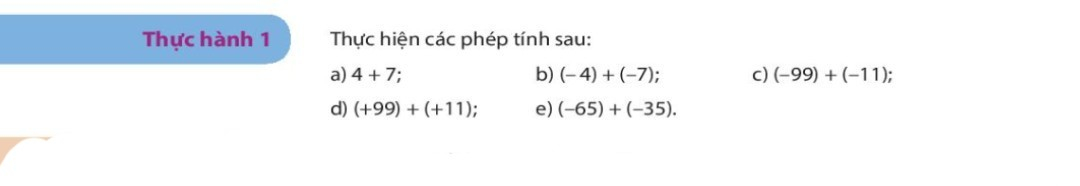 Thực hành 1
Thực hiện các phép tính sau:
a) 4 + 7; b) (– 4) + (–7); c) (–99) + (–11);
d) (+99) + (+11); e) (–65) + (–35).